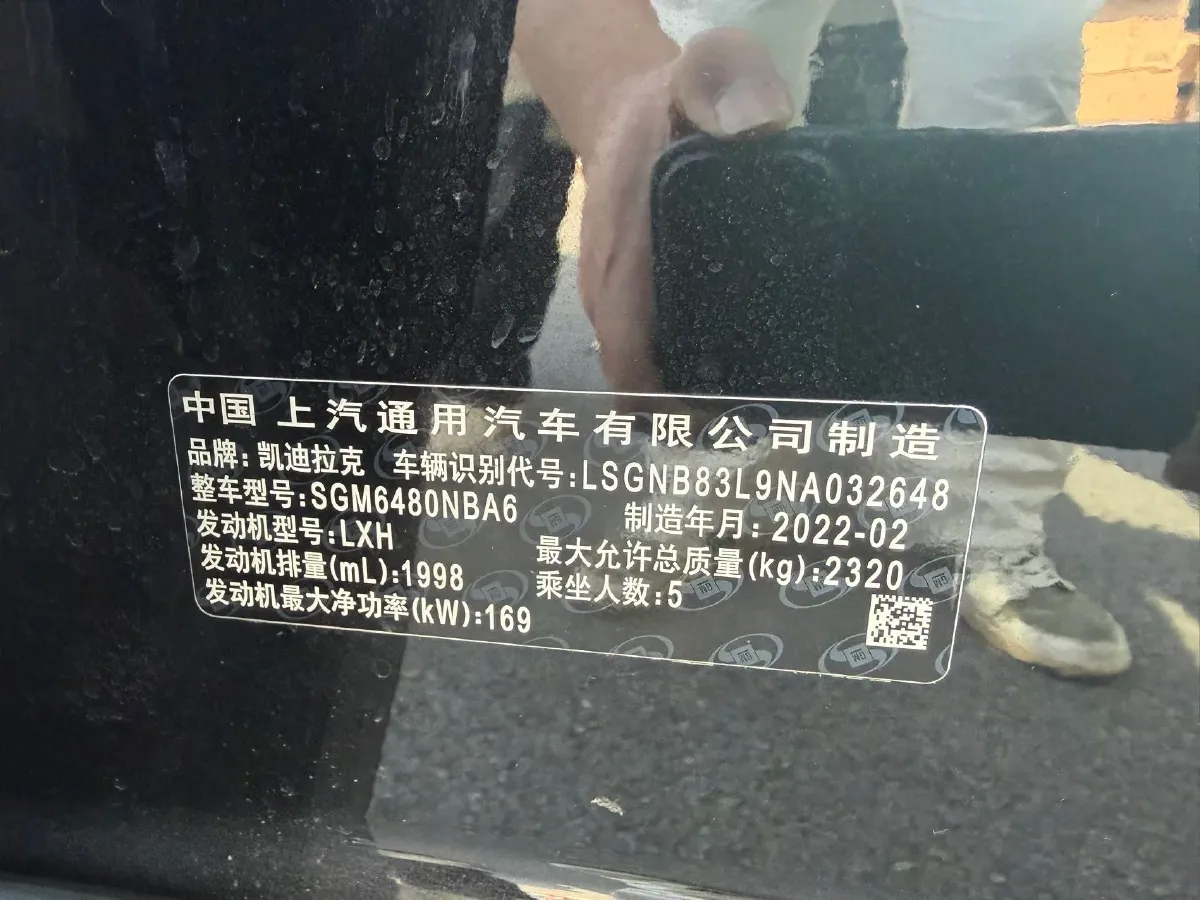 中国 上汽通用汽车有限公司制造
品牌:凯迪拉克 车辆识别代号:LSGNB83L9NA032648
整车型号:SGM6480NBA6 制造年月:2022-02
发动机型号:LXH 最大允许总质量(kg):2320
发动机排量(mL):1998 乘坐人数:5
发动机最大净功率(kW):169